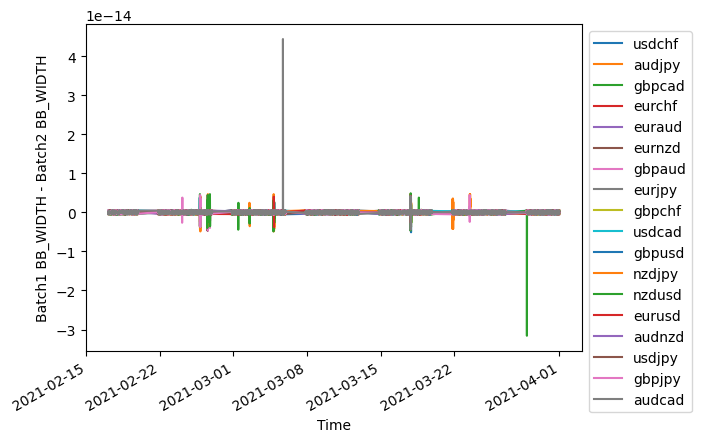 1e−14
4
3
2
1
0
−1
−2
−3
Batch1 BB_WIDTH - Batch2 BB_WIDTH
2021-02-15
2021-02-22
2021-03-01
2021-03-08
2021-03-15
2021-03-22
2021-04-01
Time
usdchf
audjpy
gbpcad
eurchf
euraud
eurnzd
gbpaud
eurjpy
gbpchf
usdcad
gbpusd
nzdjpy
nzdusd
eurusd
audnzd
usdjpy
gbpjpy
audcad